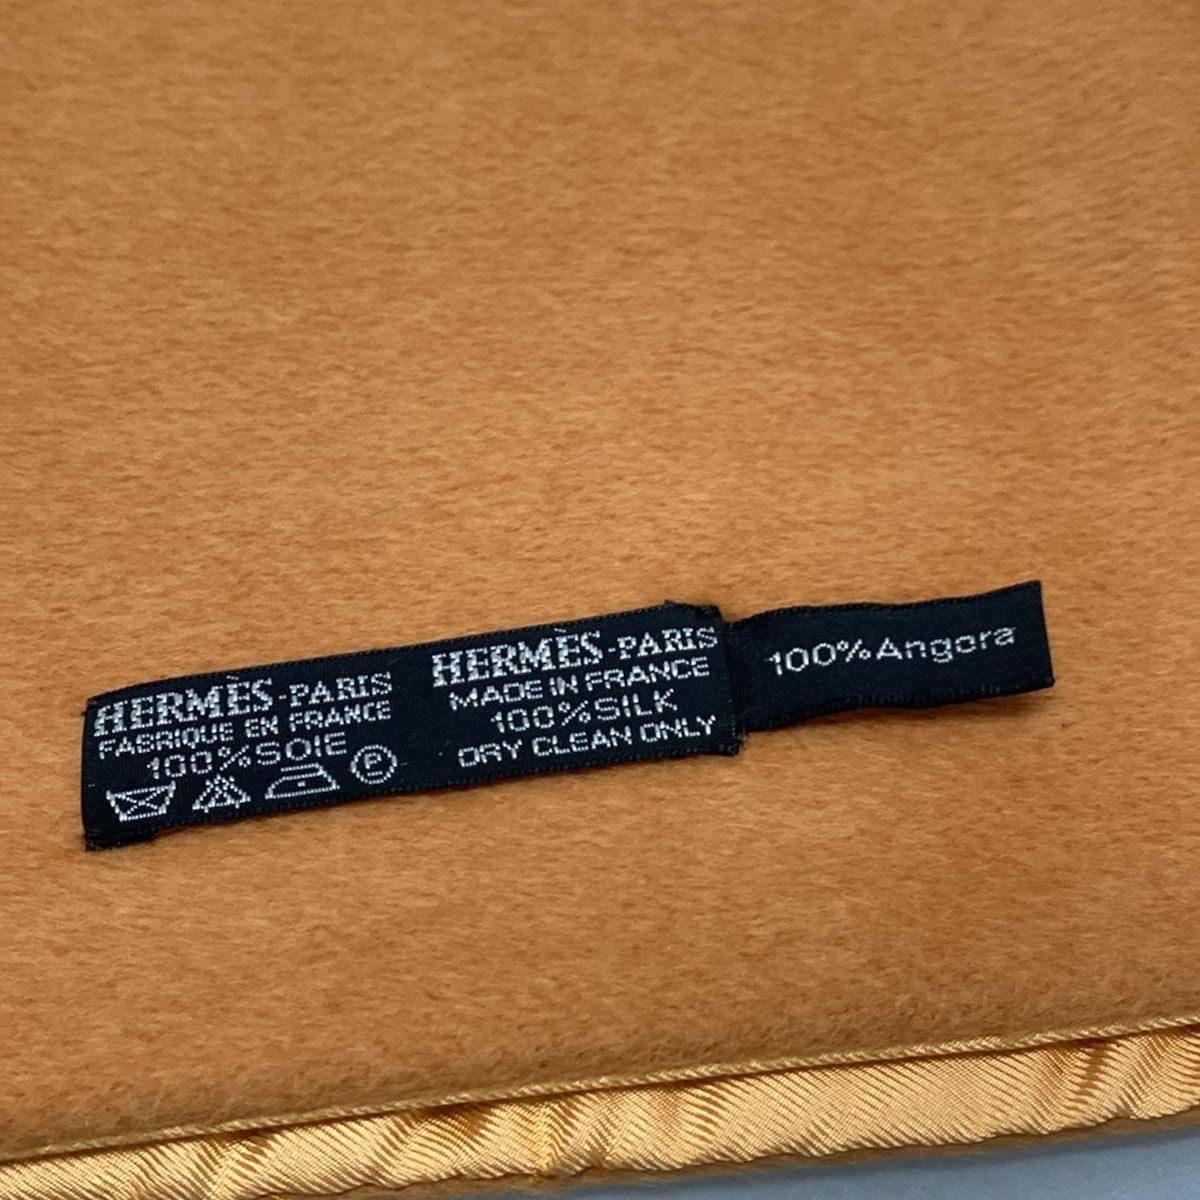 HERMÈS-PARIS
FABRIQUE EN FRANCE
100%SOIE
P
HERMÈS-PARIS
MADE IN FRANCE
100%SILK
DRY CLEAN ONLY
100%Angora